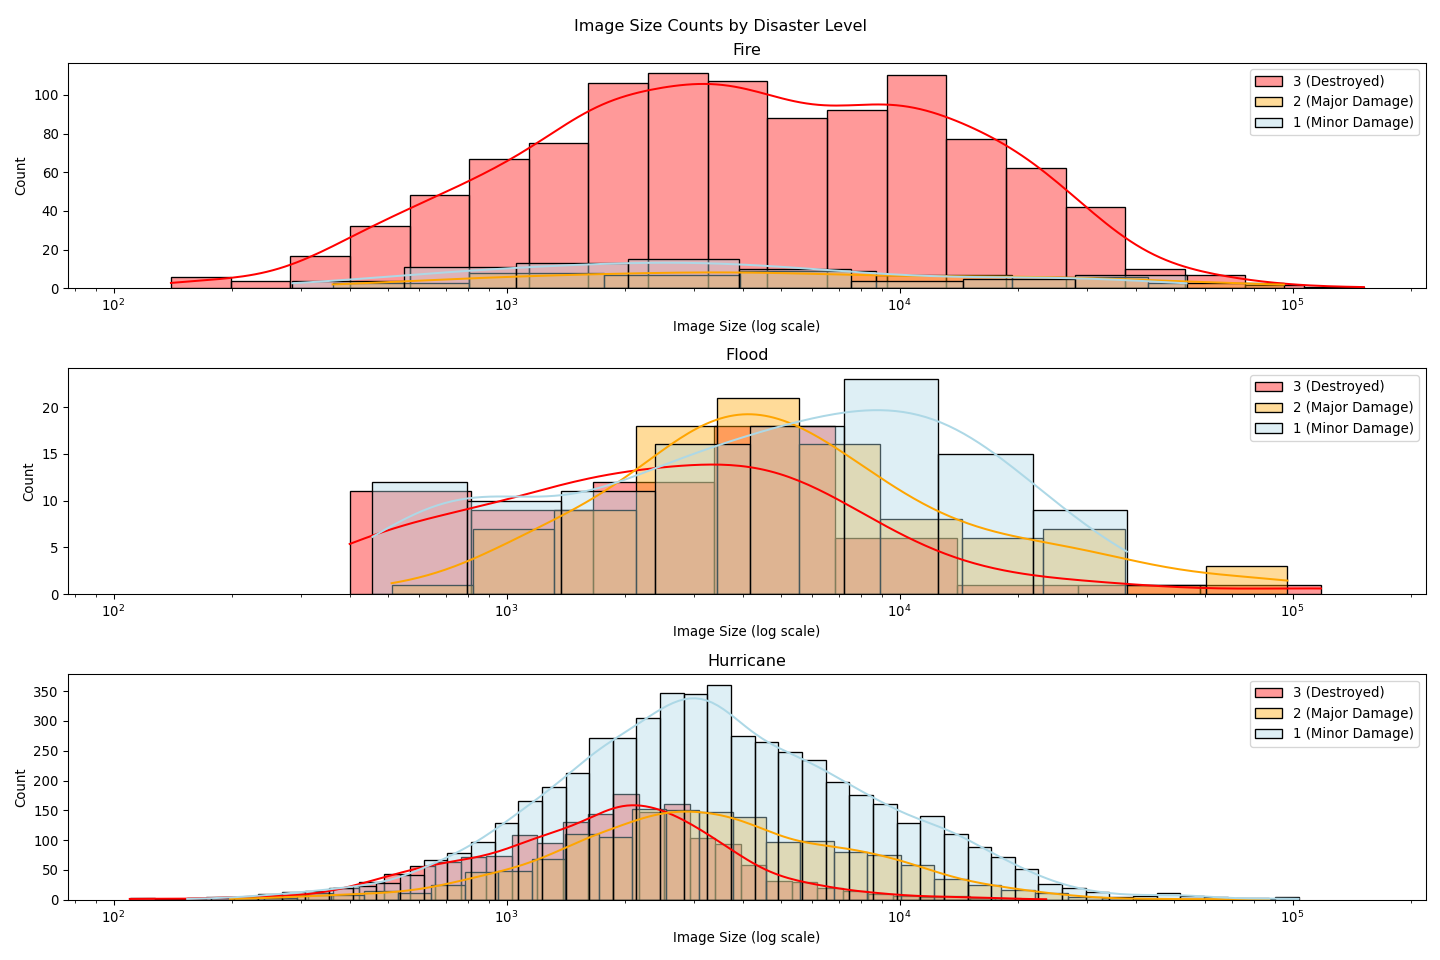 Image Size Counts by Disaster Level
Fire
3 (Destroyed)
2 (Major Damage)
1 (Minor Damage)
Count
100
80
60
40
20
0
10² 10³ 10⁴ 10⁵
Image Size (log scale)
Flood
3 (Destroyed)
2 (Major Damage)
1 (Minor Damage)
Count
20
15
10
5
0
10² 10³ 10⁴ 10⁵
Image Size (log scale)
Hurricane
3 (Destroyed)
2 (Major Damage)
1 (Minor Damage)
Count
350
300
250
200
150
100
50
0
10² 10³ 10⁴ 10⁵
Image Size (log scale)